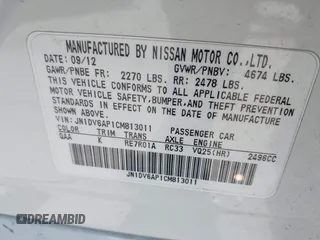 MANUFACTURED BY NISSAN MOTOR CO.,LTD.
DATE: 09/12 GVWR/PNBV: 4674 LBS.
GAWR/PNBE FR: 2270 LBS. RR: 2478 LBS.
THIS VEHICLE CONFORMS TO ALL APPLICABLE
FEDERAL MOTOR VEHICLE SAFETY, BUMPER, AND THEFT
PREVENTION STANDARDS IN EFFECT ON THE DATE OF
MANUFACTURE SHOWN ABOVE.
VIN: JN1DV6AP1CM813011 PASSENGER CAR
COLOR TRIM TRANS AXLE ENGINE
QAA K RE7R01A RC33 VQ25(HR) 2496CC
JN1DV6AP1CM813011